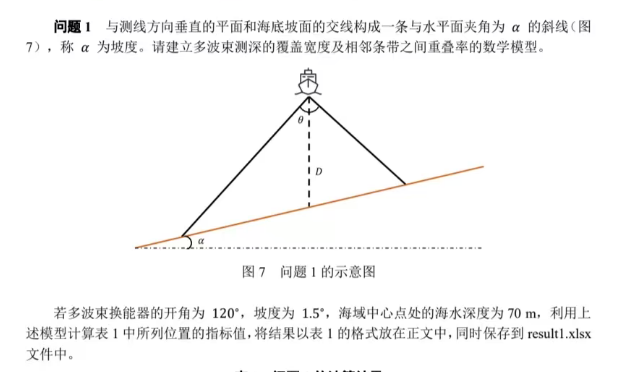 问题 1 与测线方向垂直的平面和海底坡面的交线构成一条与水平面夹角为 α 的斜线（图
7），称 α 为坡度。请建立多波束测深的覆盖宽度及相邻条带之间重叠率的数学模型。
θ
D
α
图 7 问题 1 的示意图
若多波束换能器的开角为 120°，坡度为 1.5°，海域中心点处的海水深度为 70 m，利用上
述模型计算表 1 中所列位置的指标值，将结果以表 1 的格式放在正文中，同时保存到 result1.xlsx
文件中。